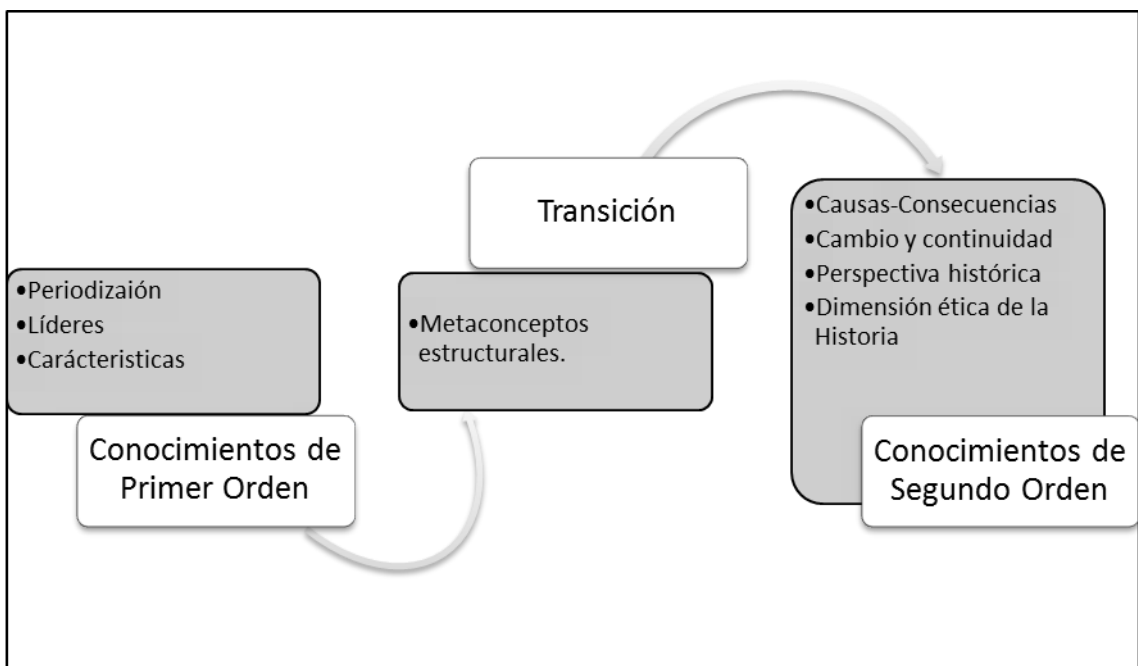 •Periodizaión
•Líderes
•Carácteristicas
Conocimientos de
Primer Orden
Transición
•Metaconceptos
estructurales.
•Causas-Consecuencias
•Cambio y continuidad
•Perspectiva histórica
•Dimensión ética de la
Historia
Conocimientos de
Segundo Orden